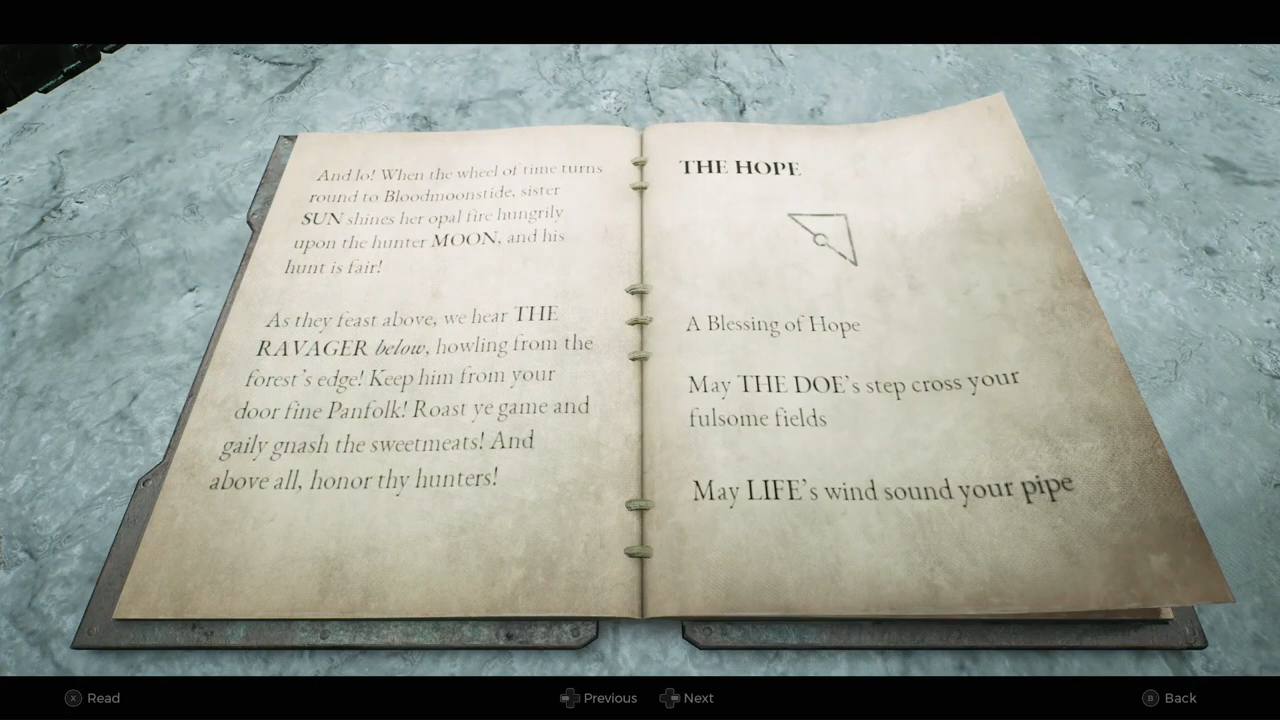 And lo! When the wheel of time turns
round to Bloodmoonstide, sister
SUN shines her opal fire hungrily
upon the hunter MOON, and his
hunt is fair!
As they feast above, we hear THE
RAVAGER below, howling from the
forest's edge! Keep him from your
door fine Panfolk! Roast ye game and
gaily gnash the sweetmeats! And
above all, honor thy hunters!
THE HOPE
A Blessing of Hope
May THE DOE's step cross your
fulsome fields
May LIFE's wind sound your pipe
X Read
Previous
Next
B Back